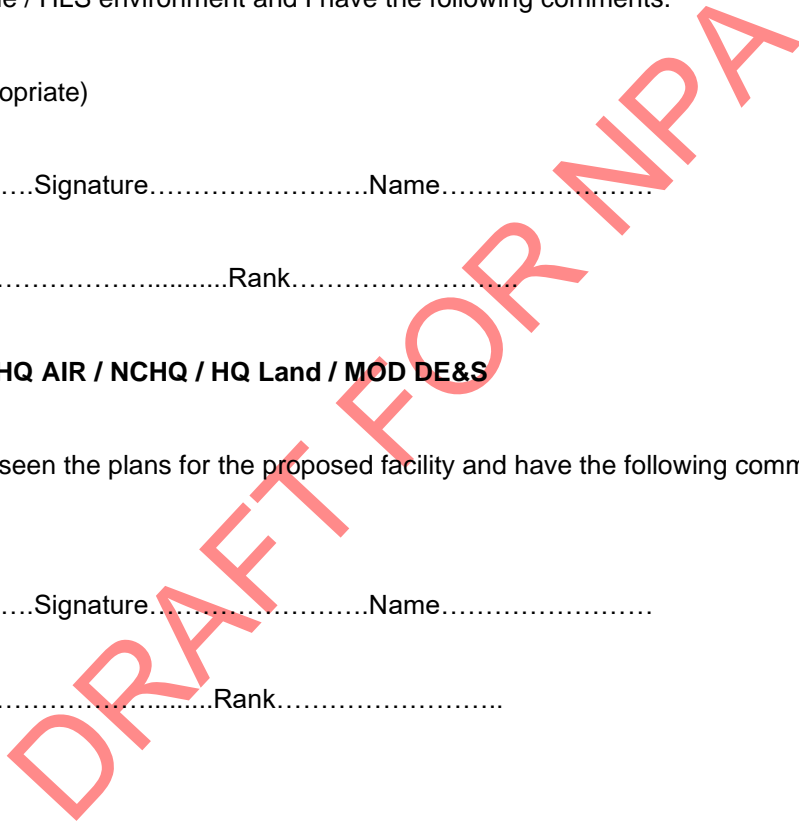 / HLS environment and I have the following comments:
opriate)
….Signature…………………….Name……………………
………………...........Rank……………………..
HQ AIR / NCHQ / HQ Land / MOD DE&S
seen the plans for the proposed facility and have the following comm
….Signature…………………….Name……………………
……………….........Rank……………………..
DRAFT FOR NPA